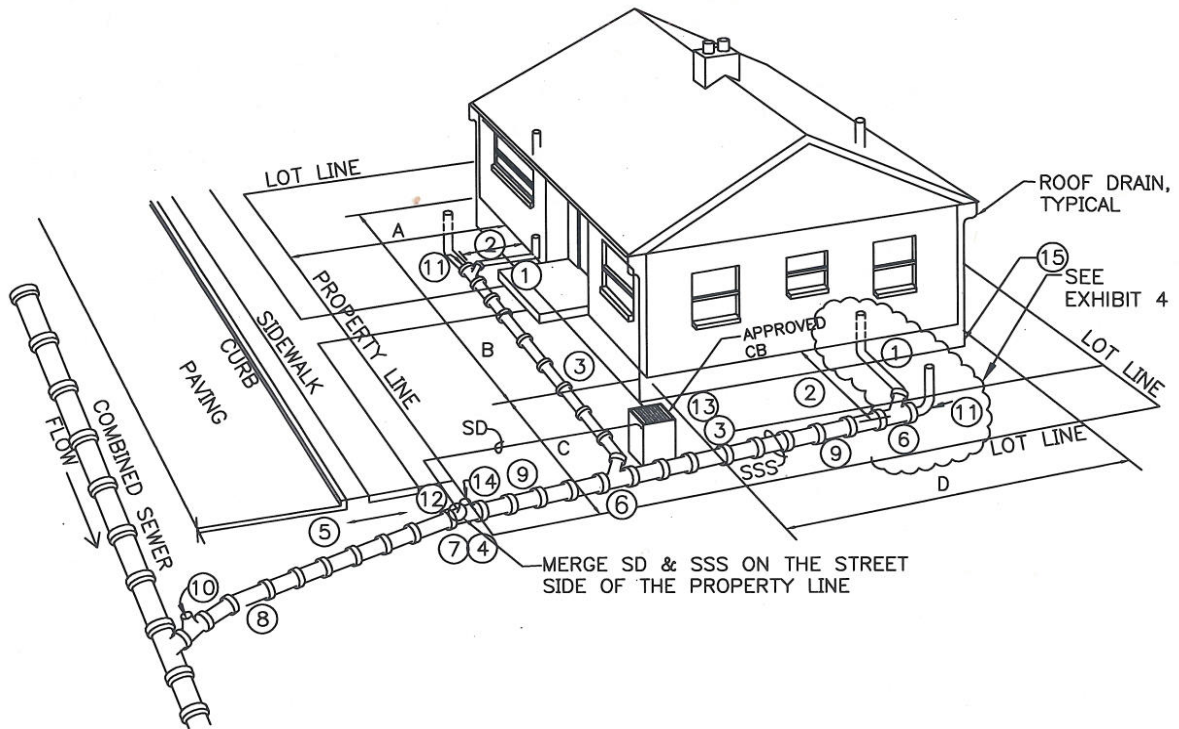 LOT LINE
ROOF DRAIN,
TYPICAL
A
2
15
SEE
EXHIBIT 4
11
1
PROPERTY LINE
SIDEWALK
CURB
PAVING
B
APPROVED
CB
1
LOT LINE
3
2
COMBINED SEWER
FLOW
13
3
11
SD
C
6
9
SSS
LOT LINE
14
9
12
D
5
6
7
4
MERGE SD & SSS ON THE STREET
SIDE OF THE PROPERTY LINE
10
8